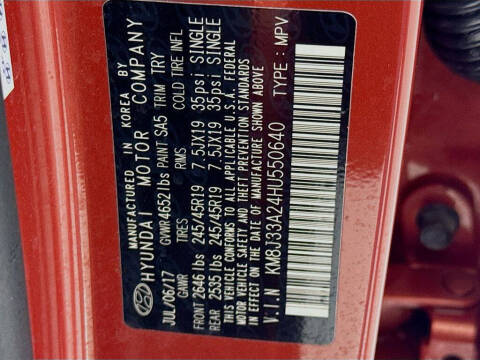 MANUFACTURED IN KOREA BY
HYUNDAI MOTOR COMPANY
JUL/06/17 GVWR 4652 lbs PAINT SA5 TRIM TRY
GAWR TIRES RIMS COLD TIRE INFL
FRONT 2646 lbs 245/45R19 7.5JX19 35psi SINGLE
REAR 2535 lbs 245/45R19 7.5JX19 35psi SINGLE
THIS VEHICLE CONFORMS TO ALL APPLICABLE U.S.A. FEDERAL
MOTOR VEHICLE SAFETY, AND THEFT PREVENTION STANDARDS
IN EFFECT ON THE DATE OF MANUFACTURE SHOWN ABOVE
V.I.N KM8J33A24HU550640 TYPE : MPV